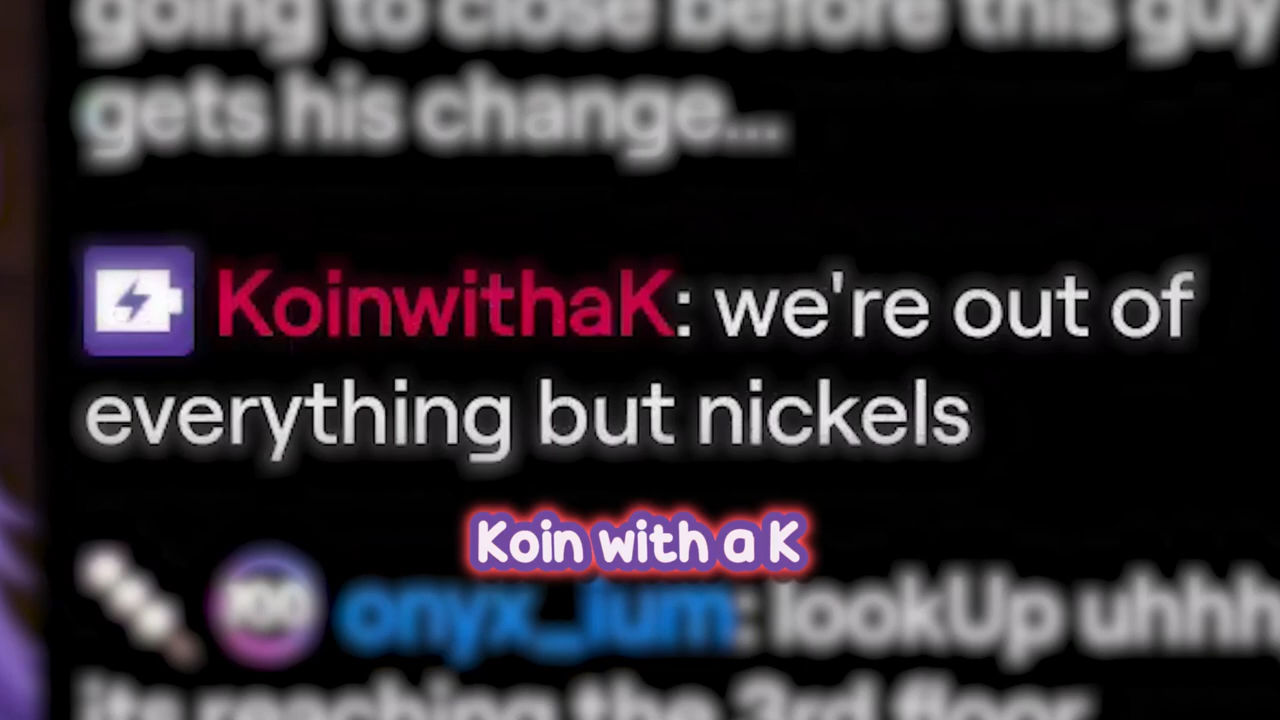 going to close before this guy
gets his change...
KoinwithaK: we're out of
everything but nickels
Koin with a K
100
onyx_ium: lookUp uhhh
its reaching the 3rd floor